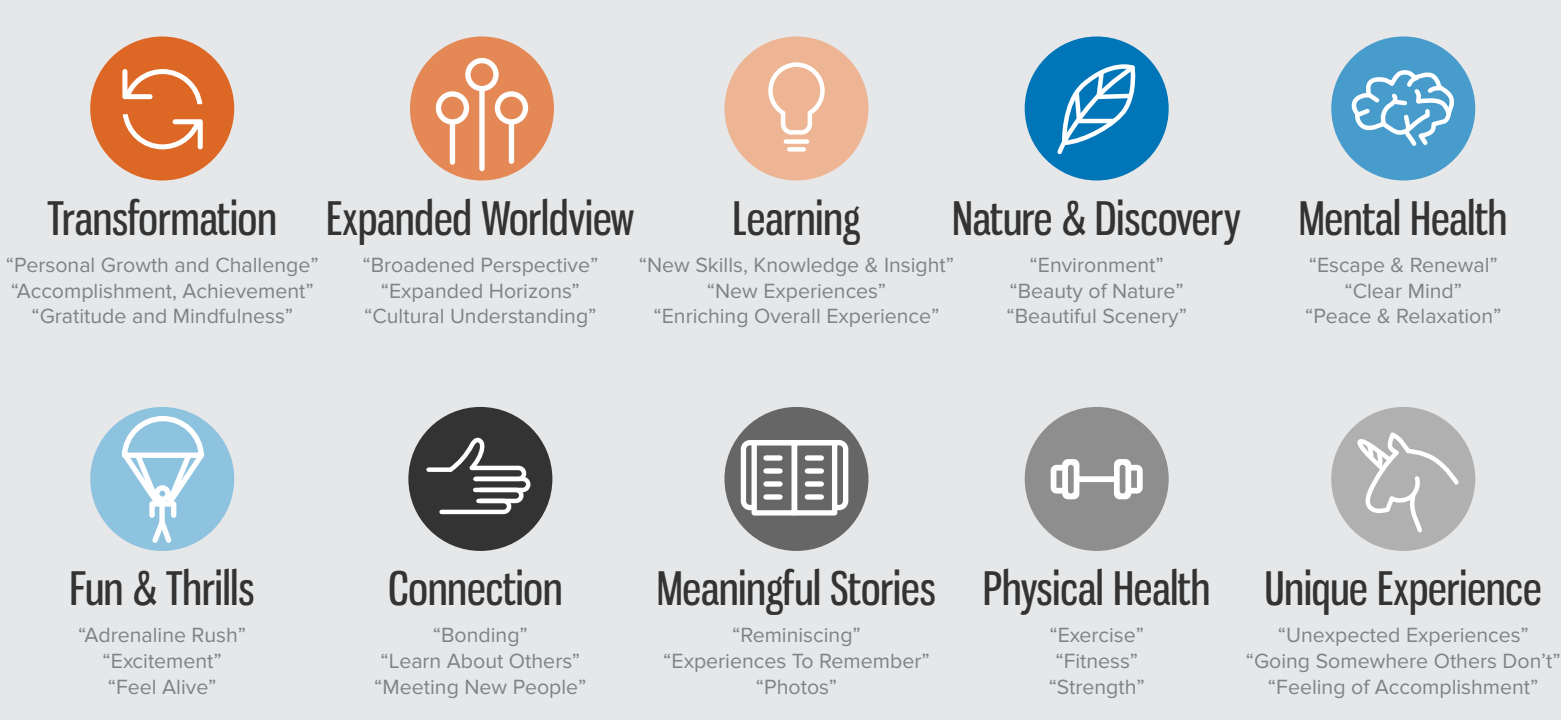 Transformation
“Personal Growth and Challenge”
“Accomplishment, Achievement”
“Gratitude and Mindfulness”
Expanded Worldview
“Broadened Perspective”
“Expanded Horizons”
“Cultural Understanding”
Learning
“New Skills, Knowledge & Insight”
“New Experiences”
“Enriching Overall Experience”
Nature & Discovery
“Environment”
“Beauty of Nature”
“Beautiful Scenery”
Mental Health
“Escape & Renewal”
“Clear Mind”
“Peace & Relaxation”
Fun & Thrills
“Adrenaline Rush”
“Excitement”
“Feel Alive”
Connection
“Bonding”
“Learn About Others”
“Meeting New People”
Meaningful Stories
“Reminiscing”
“Experiences To Remember”
“Photos”
Physical Health
“Exercise”
“Fitness”
“Strength”
Unique Experience
“Unexpected Experiences”
“Going Somewhere Others Don’t”
“Feeling of Accomplishment”